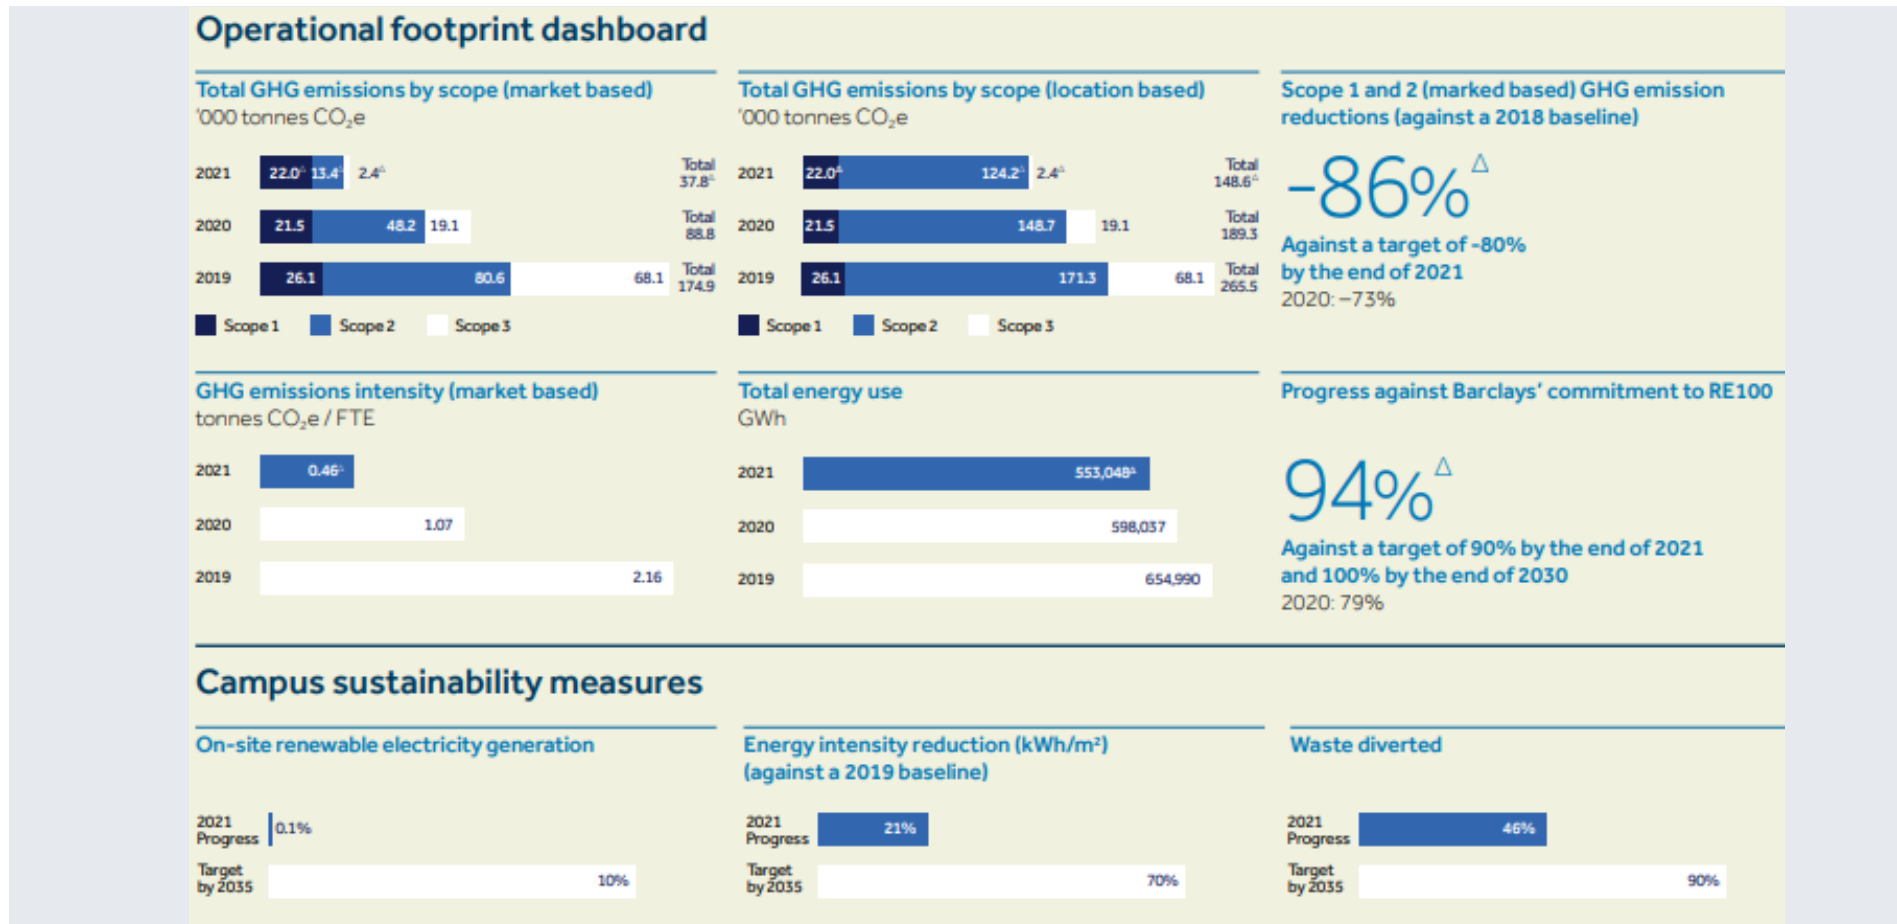 Operational footprint dashboard
Total GHG emissions by scope (market based)
'000 tonnes CO₂e
2021 22.0△ 13.4△ 2.4△ Total 37.8△
2020 21.5 48.2 19.1 Total 88.8
2019 26.1 80.6 68.1 Total 174.9
Scope 1 Scope 2 Scope 3
Total GHG emissions by scope (location based)
'000 tonnes CO₂e
2021 22.0△ 124.2△ 2.4△ Total 148.6△
2020 21.5 148.7 19.1 Total 189.3
2019 26.1 171.3 68.1 Total 265.5
Scope 1 Scope 2 Scope 3
Scope 1 and 2 (marked based) GHG emission
reductions (against a 2018 baseline)
-86%△
Against a target of -80%
by the end of 2021
2020: –73%
GHG emissions intensity (market based)
tonnes CO₂e / FTE
2021 0.46△
2020 1.07
2019 2.16
Total energy use
GWh
2021 553,048△
2020 598,037
2019 654,990
Progress against Barclays' commitment to RE100
94%△
Against a target of 90% by the end of 2021
and 100% by the end of 2030
2020: 79%
Campus sustainability measures
On-site renewable electricity generation
2021
Progress 0.1%
Target
by 2035 10%
Energy intensity reduction (kWh/m²)
(against a 2019 baseline)
2021
Progress 21%
Target
by 2035 70%
Waste diverted
2021
Progress 46%
Target
by 2035 90%